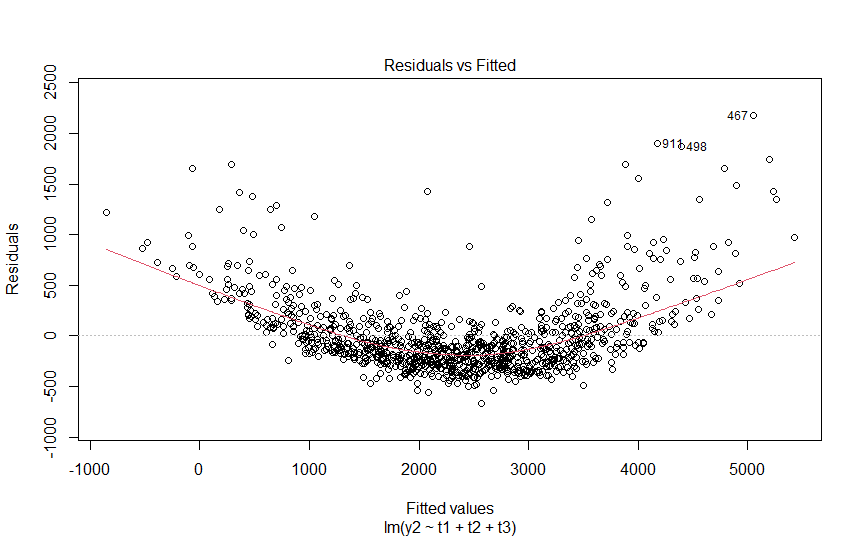 Residuals vs Fitted
2500
2000
1500
1000
500
0
-500
-1000
Residuals
467
911
498
-1000 0 1000 2000 3000 4000 5000
Fitted values
lm(y2 ~ t1 + t2 + t3)